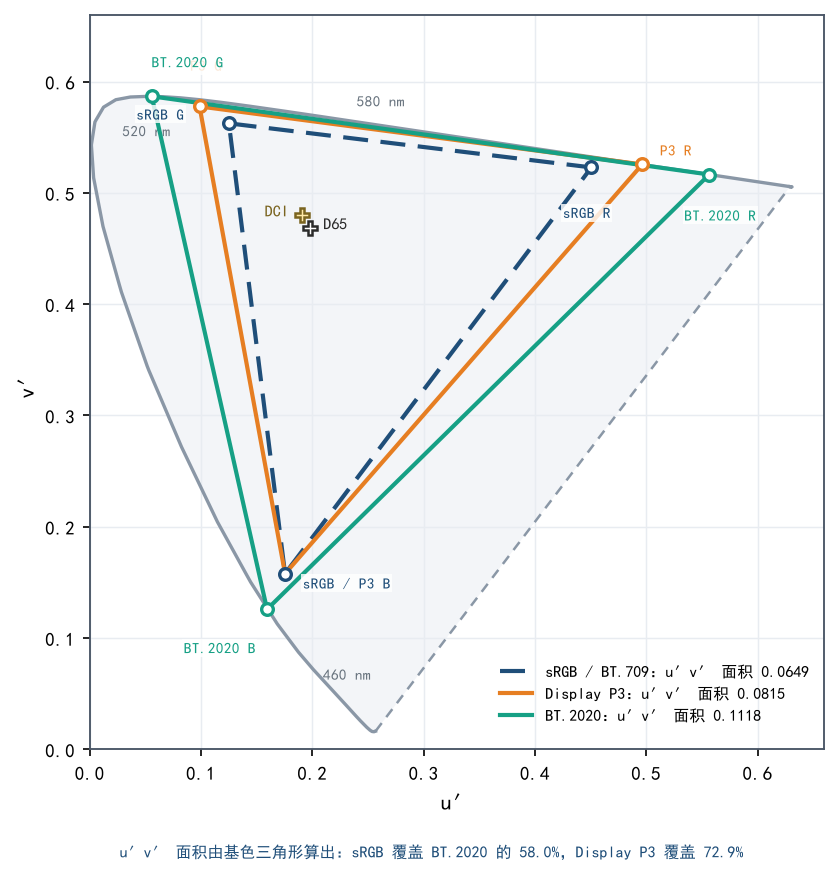 BT.2020 G
0.6
580 nm
sRGB G
520 nm
P3 R
0.5
DCI
sRGB R
BT.2020 R
D65
0.4
v′
0.3
0.2
sRGB / P3 B
0.1
BT.2020 B
460 nm
sRGB / BT.709: u′v′ 面积 0.0649
Display P3: u′v′ 面积 0.0815
BT.2020: u′v′ 面积 0.1118
0.0
0.0 0.1 0.2 0.3 0.4 0.5 0.6
u′
u′v′ 面积由基色三角形算出: sRGB 覆盖 BT.2020 的 58.0%, Display P3 覆盖 72.9%